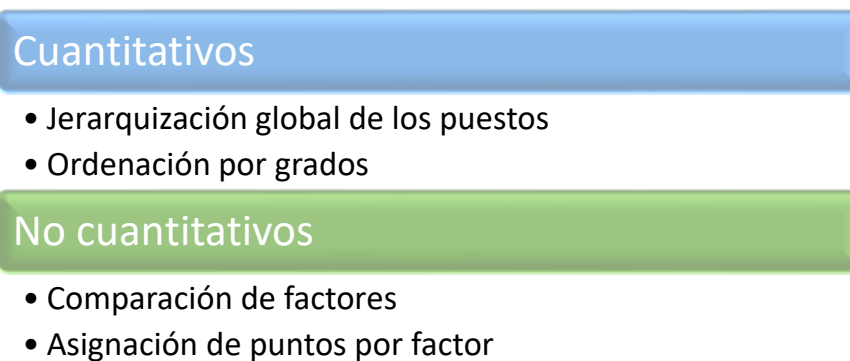 Cuantitativos
• Jerarquización global de los puestos
• Ordenación por grados
No cuantitativos
• Comparación de factores
• Asignación de puntos por factor